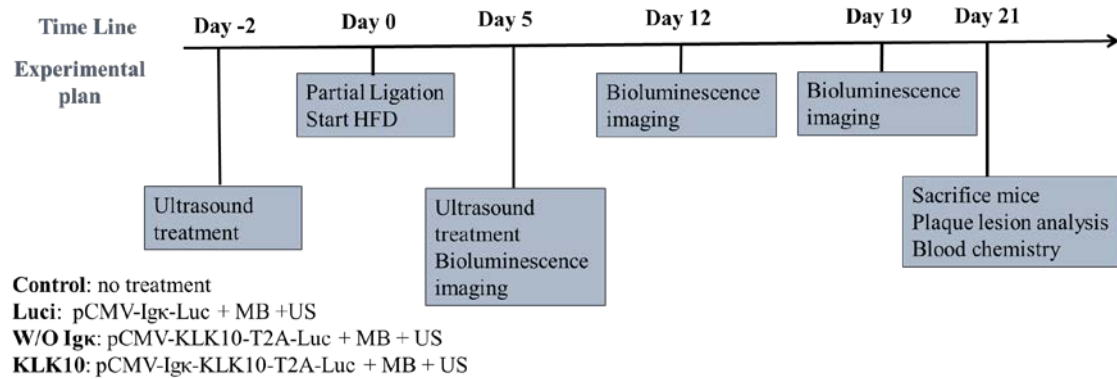 Time Line
Day -2
Day 0
Day 5
Day 12
Day 19
Day 21
Experimental
plan
Partial Ligation
Start HFD
Bioluminescence
imaging
Bioluminescence
imaging
Ultrasound
treatment
Ultrasound
treatment
Bioluminescence
imaging
Sacrifice mice
Plaque lesion analysis
Blood chemistry
Control: no treatment
Luci: pCMV-Igκ-Luc + MB +US
W/O Igκ: pCMV-KLK10-T2A-Luc + MB + US
KLK10: pCMV-Igκ-KLK10-T2A-Luc + MB + US